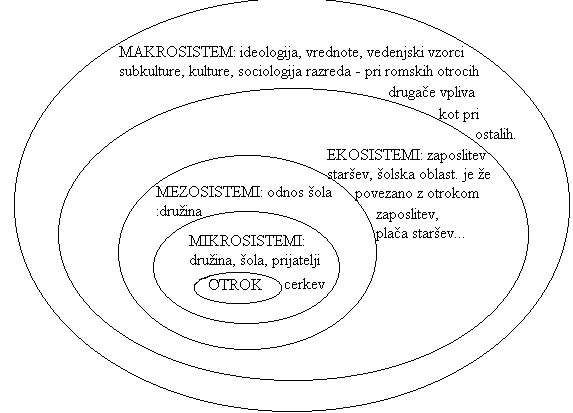 MAKROSISTEM: ideologija, vrednote, vedenjski vzorci
subkulture, kulture, sociologija razreda - pri romskih otrocih
drugače vpliva
kot pri
ostalih.
EKOSISTEMI: zaposlitev
staršev, šolska oblast. je že
povezano z otrokom
zaposlitev,
plača staršev...
MEZOSISTEMI: odnos šola
:družina
MIKROSISTEMI:
družina, šola, prijatelji
cerkev
OTROK